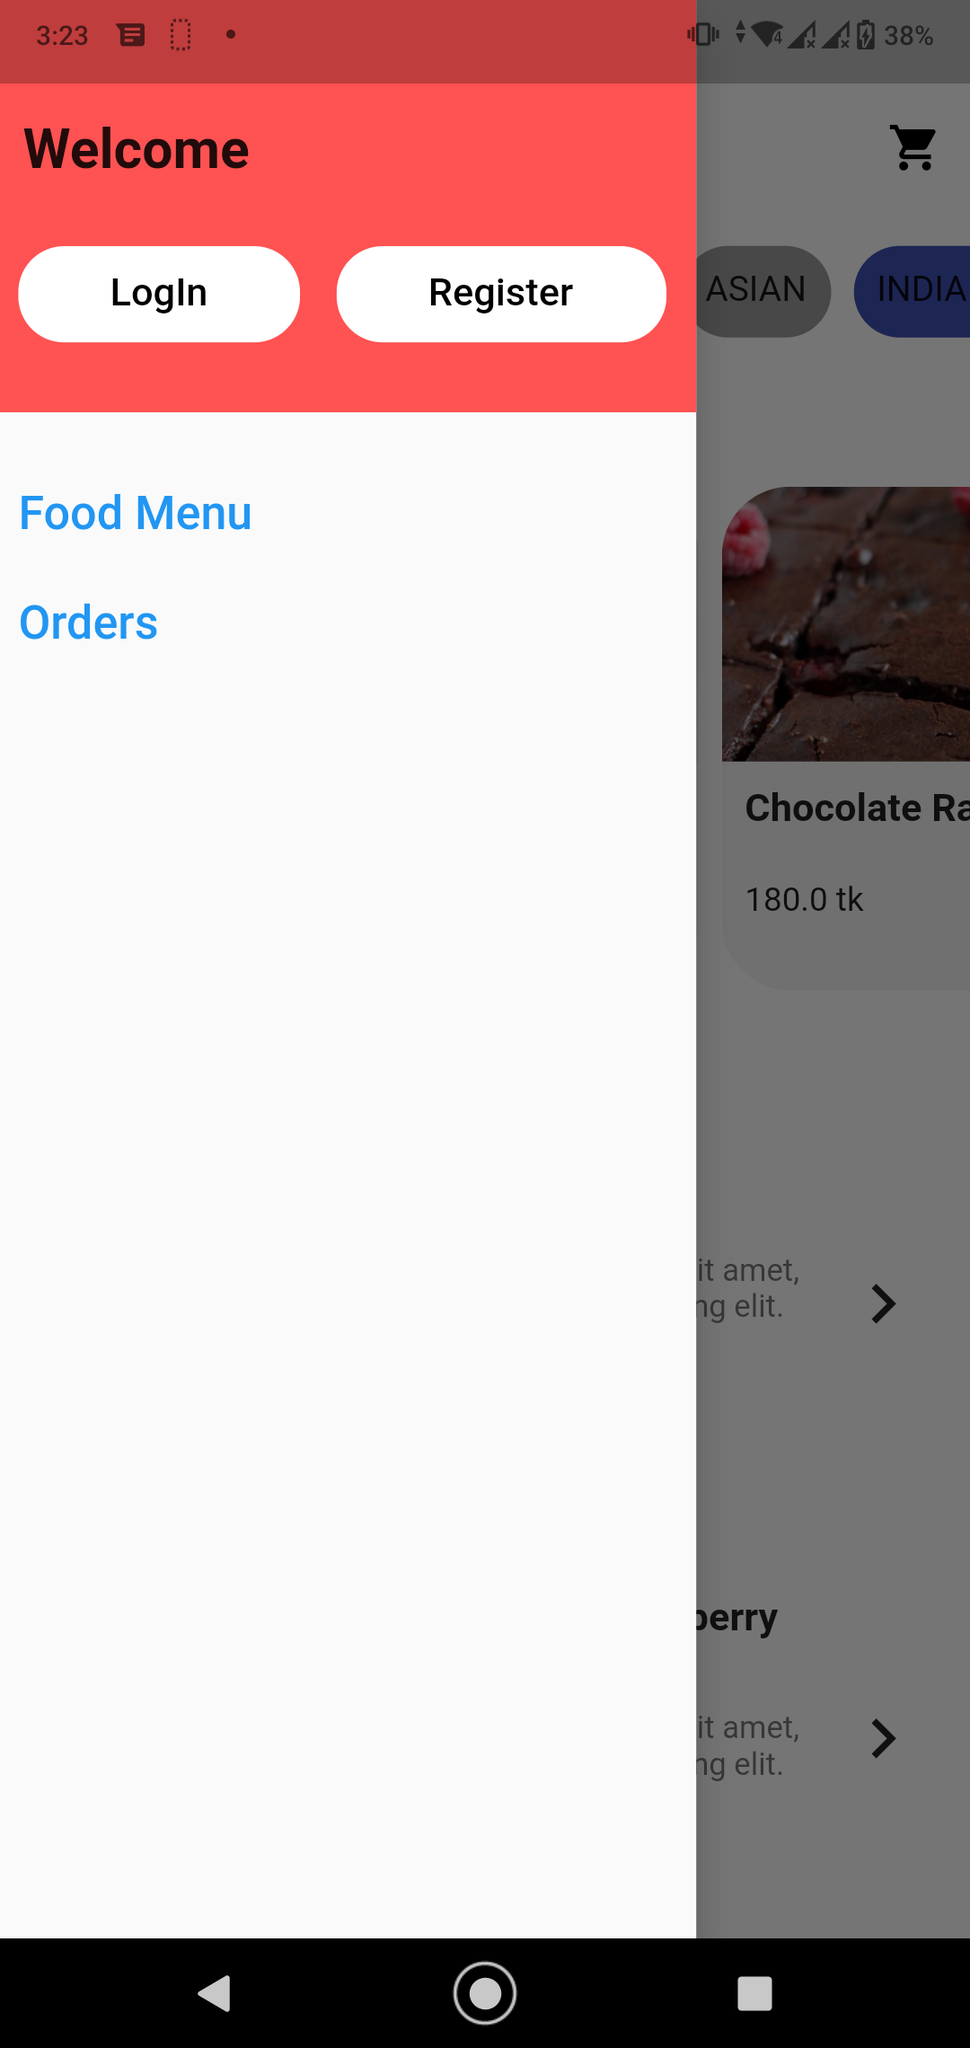 3:23
4
38%
Welcome
LogIn
Register
ASIAN
INDIA
Food Menu
Orders
Chocolate Ra
180.0 tk
it amet,
ng elit.
berry
it amet,
ng elit.